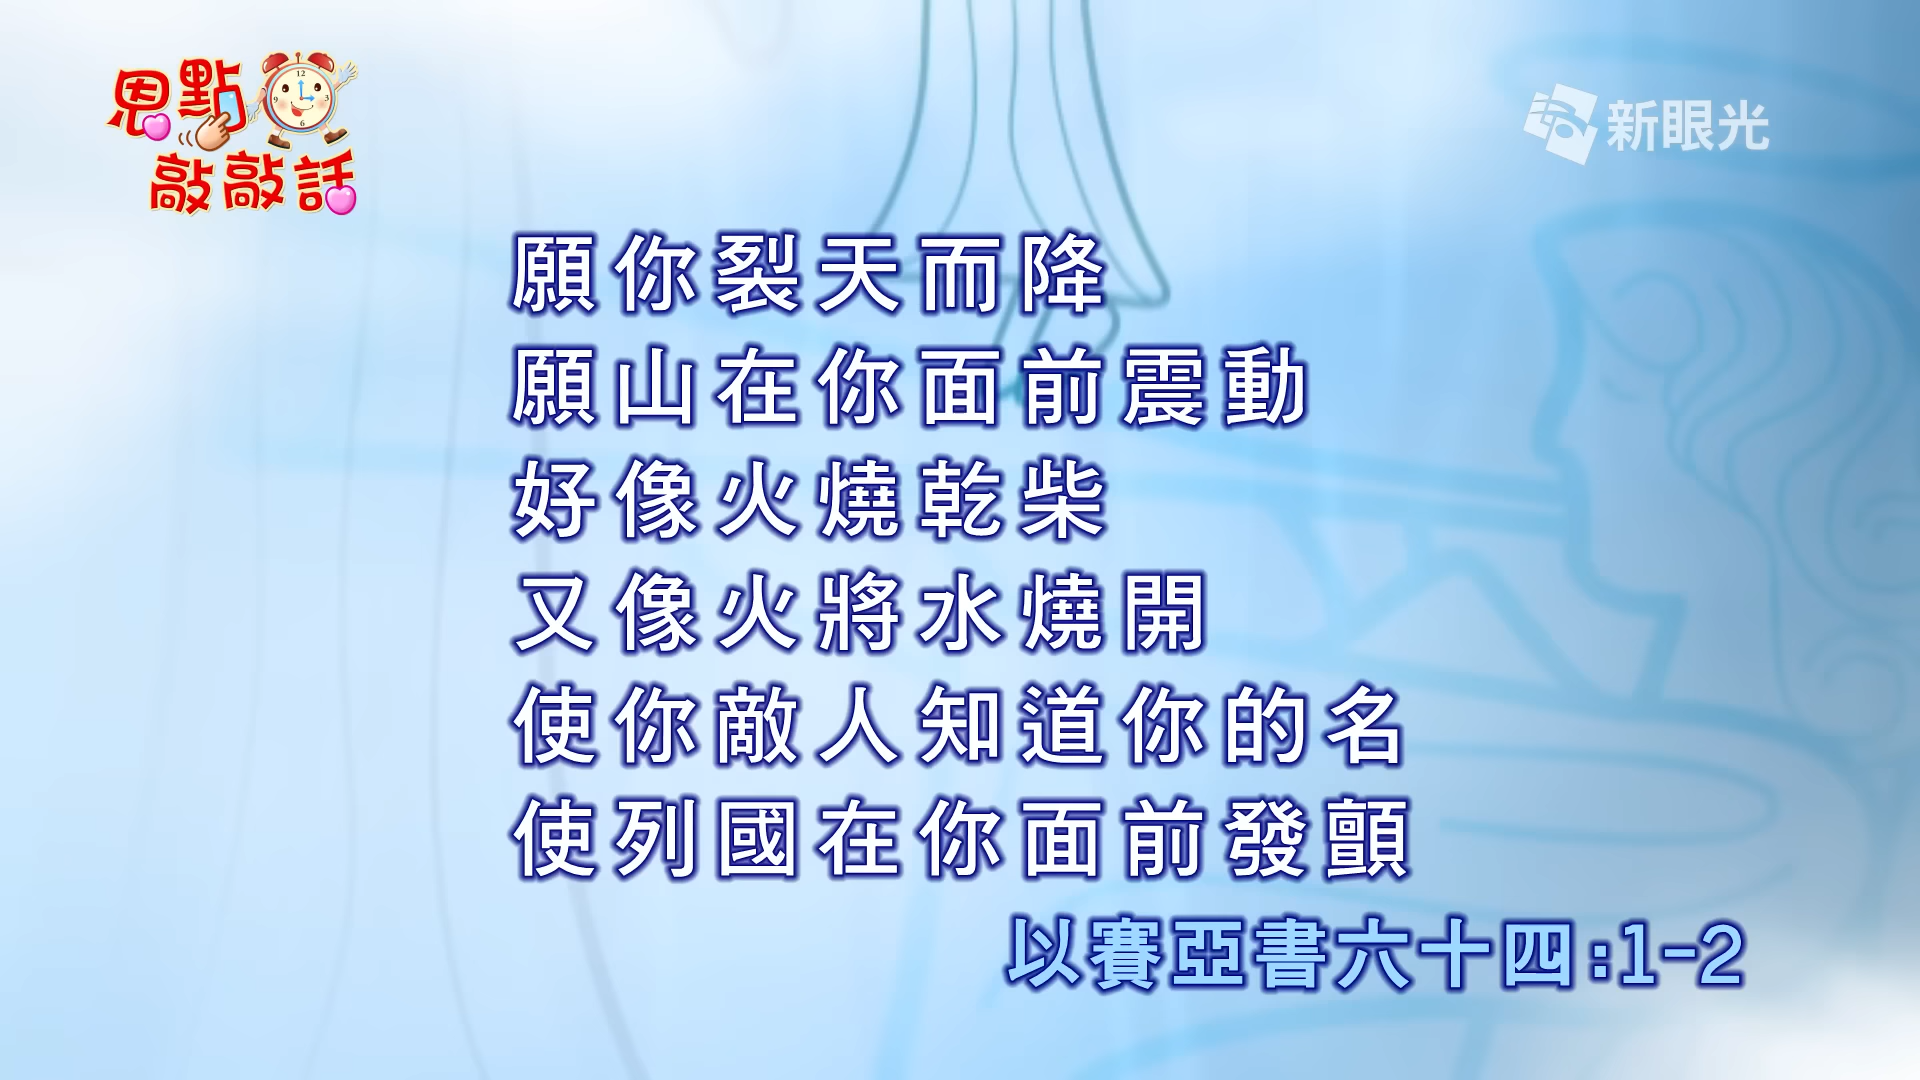 恩點
敲敲話
新眼光
願你裂天而降
願山在你面前震動
好像火燒乾柴
又像火將水燒開
使你敵人知道你的名
使列國在你面前發顫
以賽亞書六十四:1-2